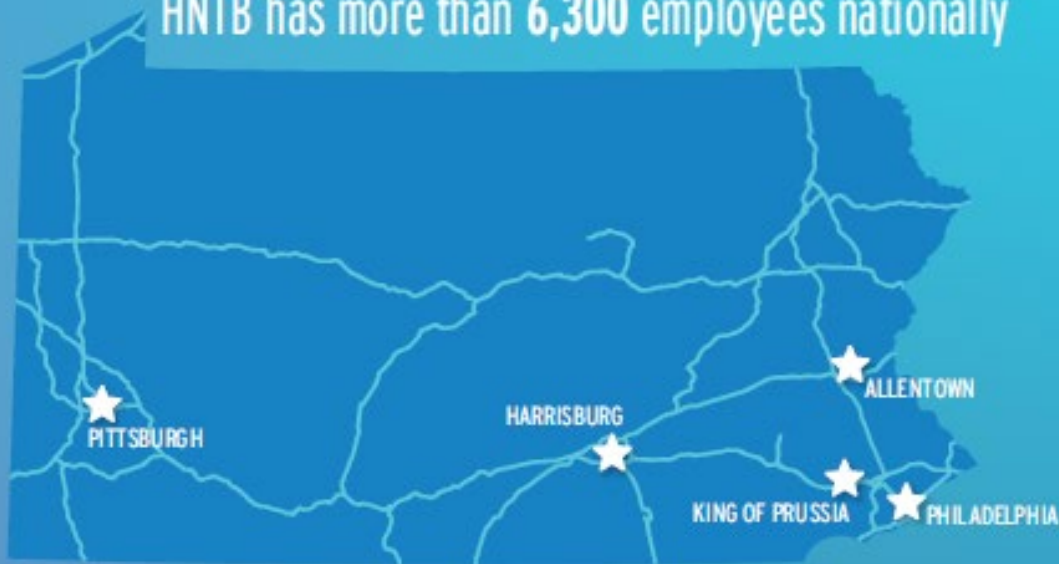 HNTB has more than 6,300 employees nationally
ALLENTOWN
HARRISBURG
PITTSBURGH
KING OF PRUSSIA
PHILADELPHIA